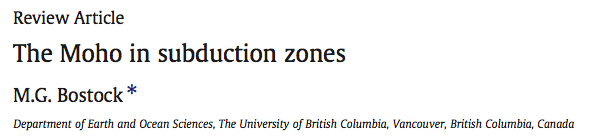 Review Article
The Moho in subduction zones
M.G. Bostock *
Department of Earth and Ocean Sciences, The University of British Columbia, Vancouver, British Columbia, Canada